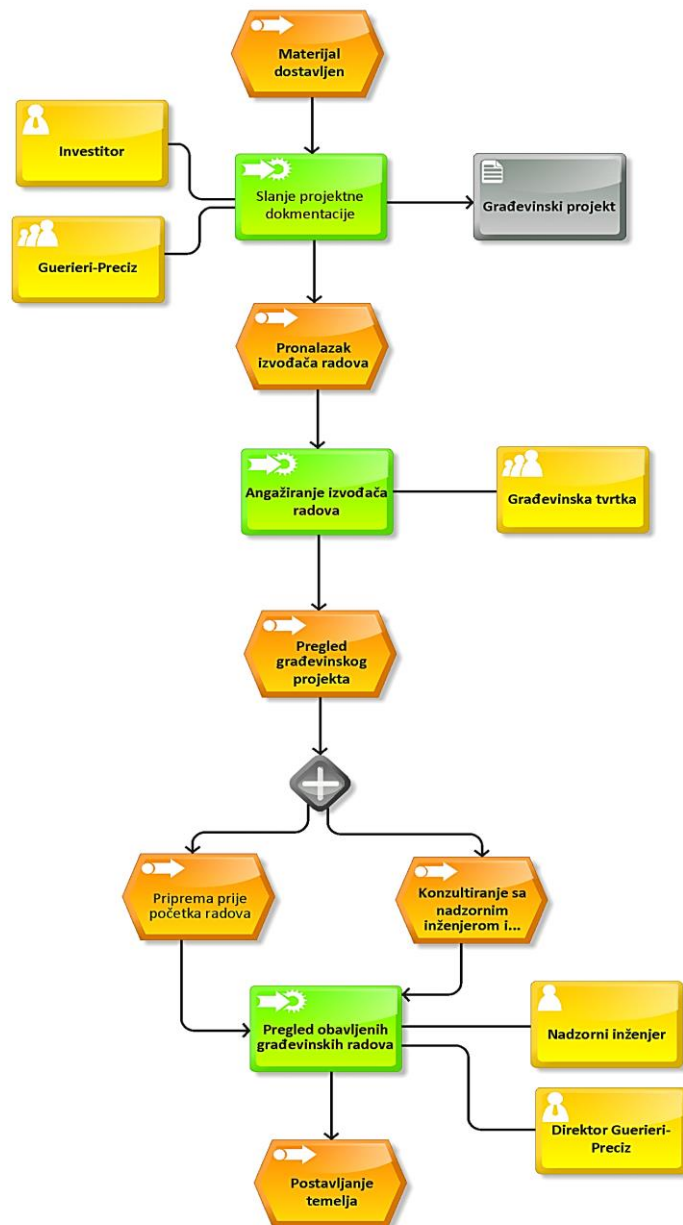 Materijal
dostavljen
Investitor
Slanje projektne
dokmentacije
Građevinski projekt
Guerieri-Preciz
Pronalazak
izvođača radova
Angažiranje izvođača
radova
Građevinska tvrtka
Pregled
građevinskog
projekta
Priprema prije
početka radova
Konzultiranje sa
nadzornim
inženjerom i...
Pregled obavljenih
građevinskih radova
Nadzorni inženjer
Direktor Guerieri-
Preciz
Postavljanje
temelja